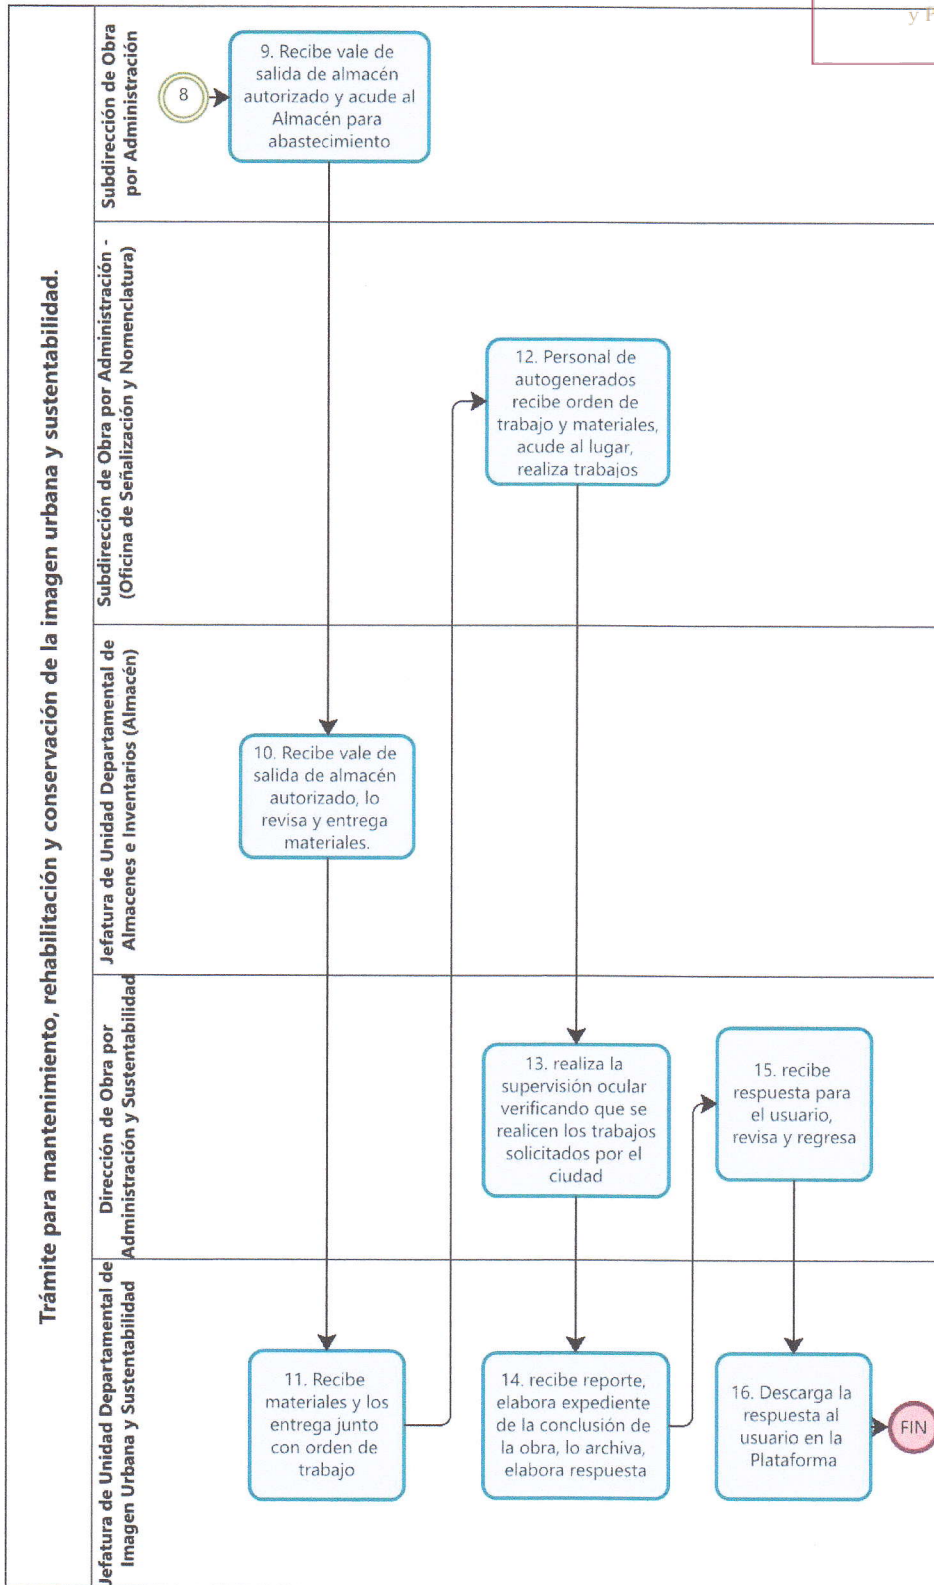 y P
Trámite para mantenimiento, rehabilitación y conservación de la imagen urbana y sustentabilidad.
Subdirección de Obra
por Administración
8
9. Recibe vale de
salida de almacén
autorizado y acude al
Almacén para
abastecimiento
Subdirección de Obra por Administración -
(Oficina de Señalización y Nomenclatura)
12. Personal de
autogenerados
recibe orden de
trabajo y materiales,
acude al lugar,
realiza trabajos
Jefatura de Unidad Departamental de
Almacenes e Inventarios (Almacén)
10. Recibe vale de
salida de almacén
autorizado, lo
revisa y entrega
materiales.
Dirección de Obra por
Administración y Sustentabilidad
13. realiza la
supervisión ocular
verificando que se
realicen los trabajos
solicitados por el
ciudad
15. recibe
respuesta para
el usuario,
revisa y regresa
Jefatura de Unidad Departamental de
Imagen Urbana y Sustentabilidad
11. Recibe
materiales y los
entrega junto
con orden de
trabajo
14. recibe reporte,
elabora expediente
de la conclusión de
la obra, lo archiva,
elabora respuesta
16. Descarga la
respuesta al
usuario en la
Plataforma
FIN